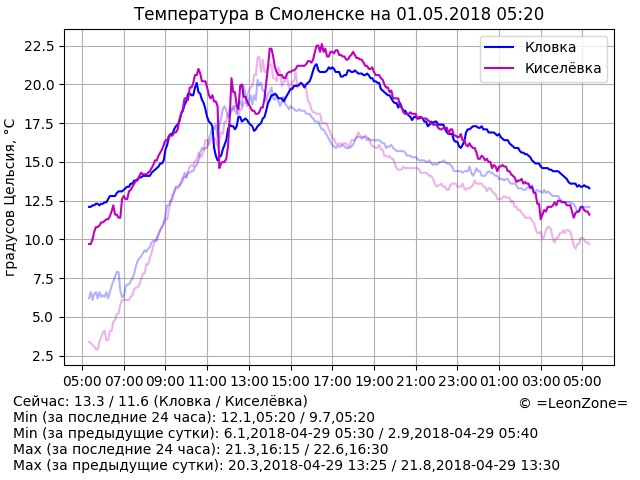 Температура в Смоленске на 01.05.2018 05:20
градусов Цельсия, °C
22.5
20.0
17.5
15.0
12.5
10.0
7.5
5.0
2.5
Кловка
Киселёвка
05:00 07:00 09:00 11:00 13:00 15:00 17:00 19:00 21:00 23:00 01:00 03:00 05:00
Сейчас: 13.3 / 11.6 (Кловка / Киселёвка)
© =LeonZone=
Min (за последние 24 часа): 12.1,05:20 / 9.7,05:20
Min (за предыдущие сутки): 6.1,2018-04-29 05:30 / 2.9,2018-04-29 05:40
Max (за последние 24 часа): 21.3,16:15 / 22.6,16:30
Max (за предыдущие сутки): 20.3,2018-04-29 13:25 / 21.8,2018-04-29 13:30